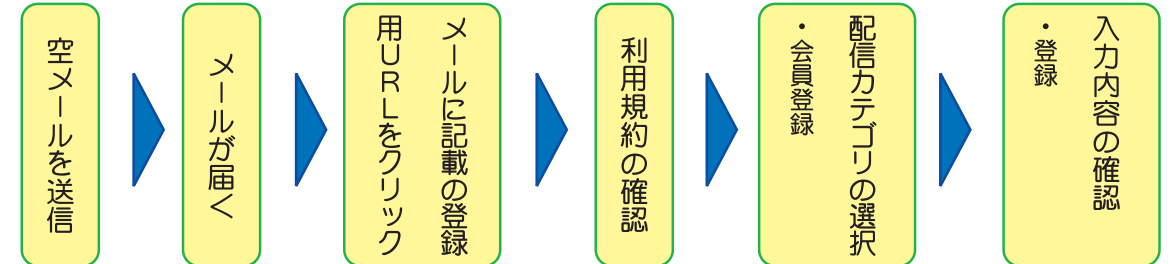 空メールを送信
メールが届く
メールに記載の登録
用URLをクリック
利用規約の確認
配信カテゴリの選択
・会員登録
入力内容の確認
・登録